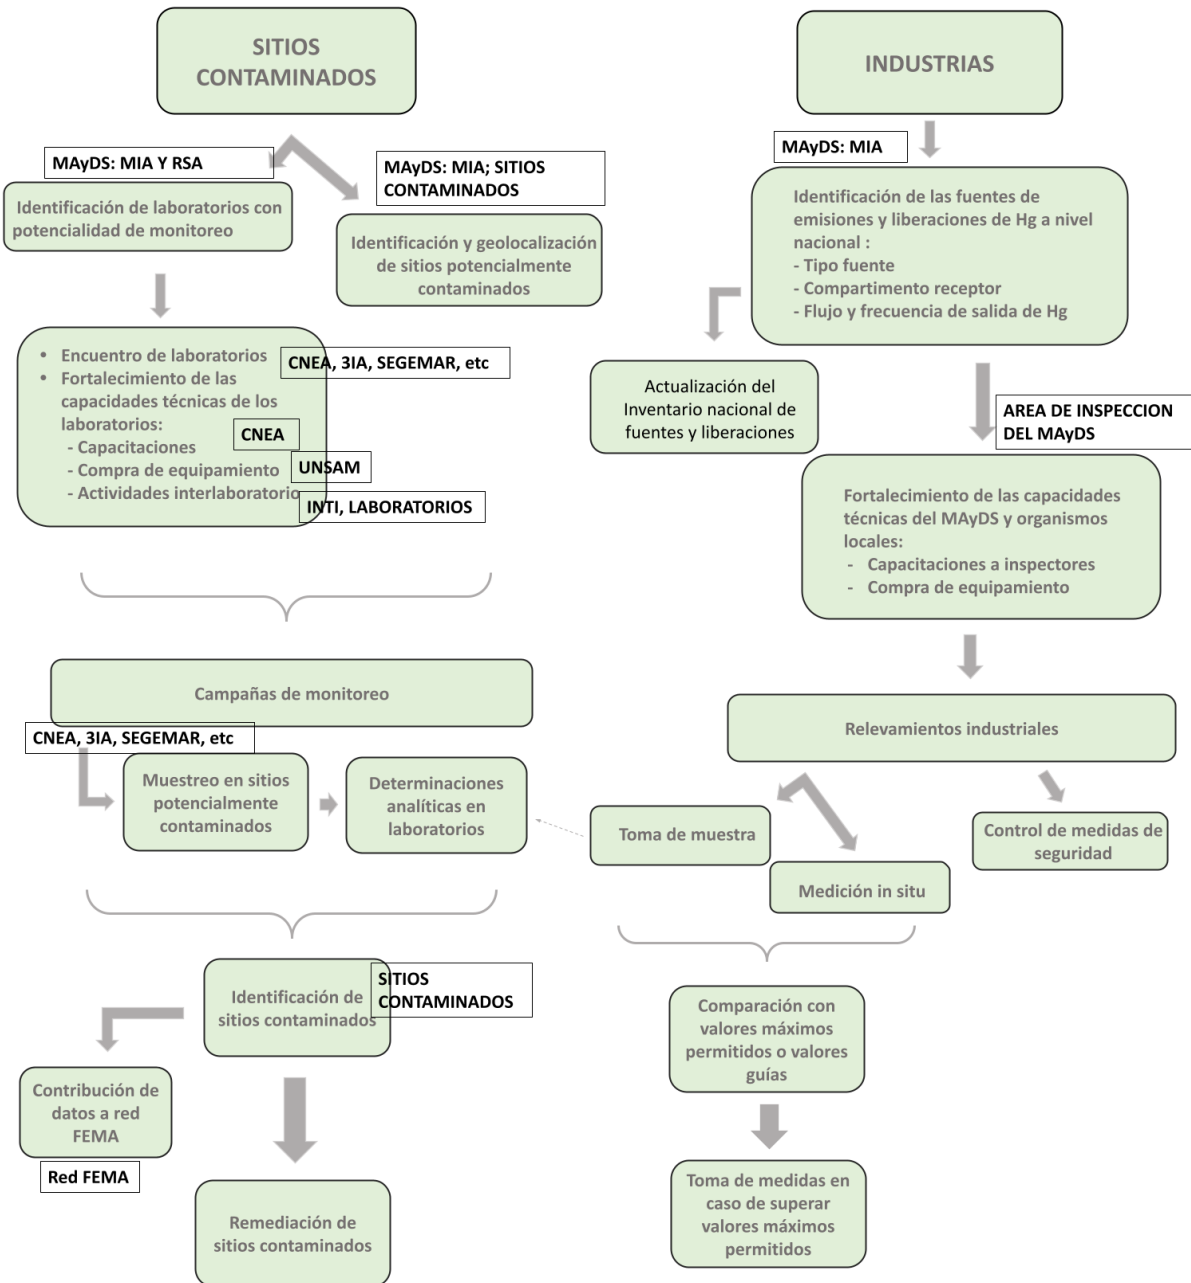 SITIOS
CONTAMINADOS
MAyDS: MIA Y RSA
Identificación de laboratorios con
potencialidad de monitoreo
MAyDS: MIA; SITIOS
CONTAMINADOS
Identificación y geolocalización
de sitios potencialmente
contaminados
• Encuentro de laboratorios
• Fortalecimiento de las
capacidades técnicas de los
laboratorios:
- Capacitaciones
- Compra de equipamiento
- Actividades interlaboratorio
CNEA, 3IA, SEGEMAR, etc
CNEA
UNSAM
INTI, LABORATORIOS
Campañas de monitoreo
CNEA, 3IA, SEGEMAR, etc
Muestreo en sitios
potencialmente
contaminados
Determinaciones
analíticas en
laboratorios
Identificación de
sitios contaminados
SITIOS
CONTAMINADOS
Contribución de
datos a red
FEMA
Red FEMA
Remediación de
sitios contaminados
INDUSTRIAS
MAyDS: MIA
Identificación de las fuentes de
emisiones y liberaciones de Hg a nivel
nacional :
- Tipo fuente
- Compartimento receptor
- Flujo y frecuencia de salida de Hg
Actualización del
Inventario nacional de
fuentes y liberaciones
AREA DE INSPECCION
DEL MAyDS
Fortalecimiento de las capacidades
técnicas del MAyDS y organismos
locales:
- Capacitaciones a inspectores
- Compra de equipamiento
Relevamientos industriales
Toma de muestra
Medición in situ
Control de medidas de
seguridad
Comparación con
valores máximos
permitidos o valores
guías
Toma de medidas en
caso de superar
valores máximos
permitidos